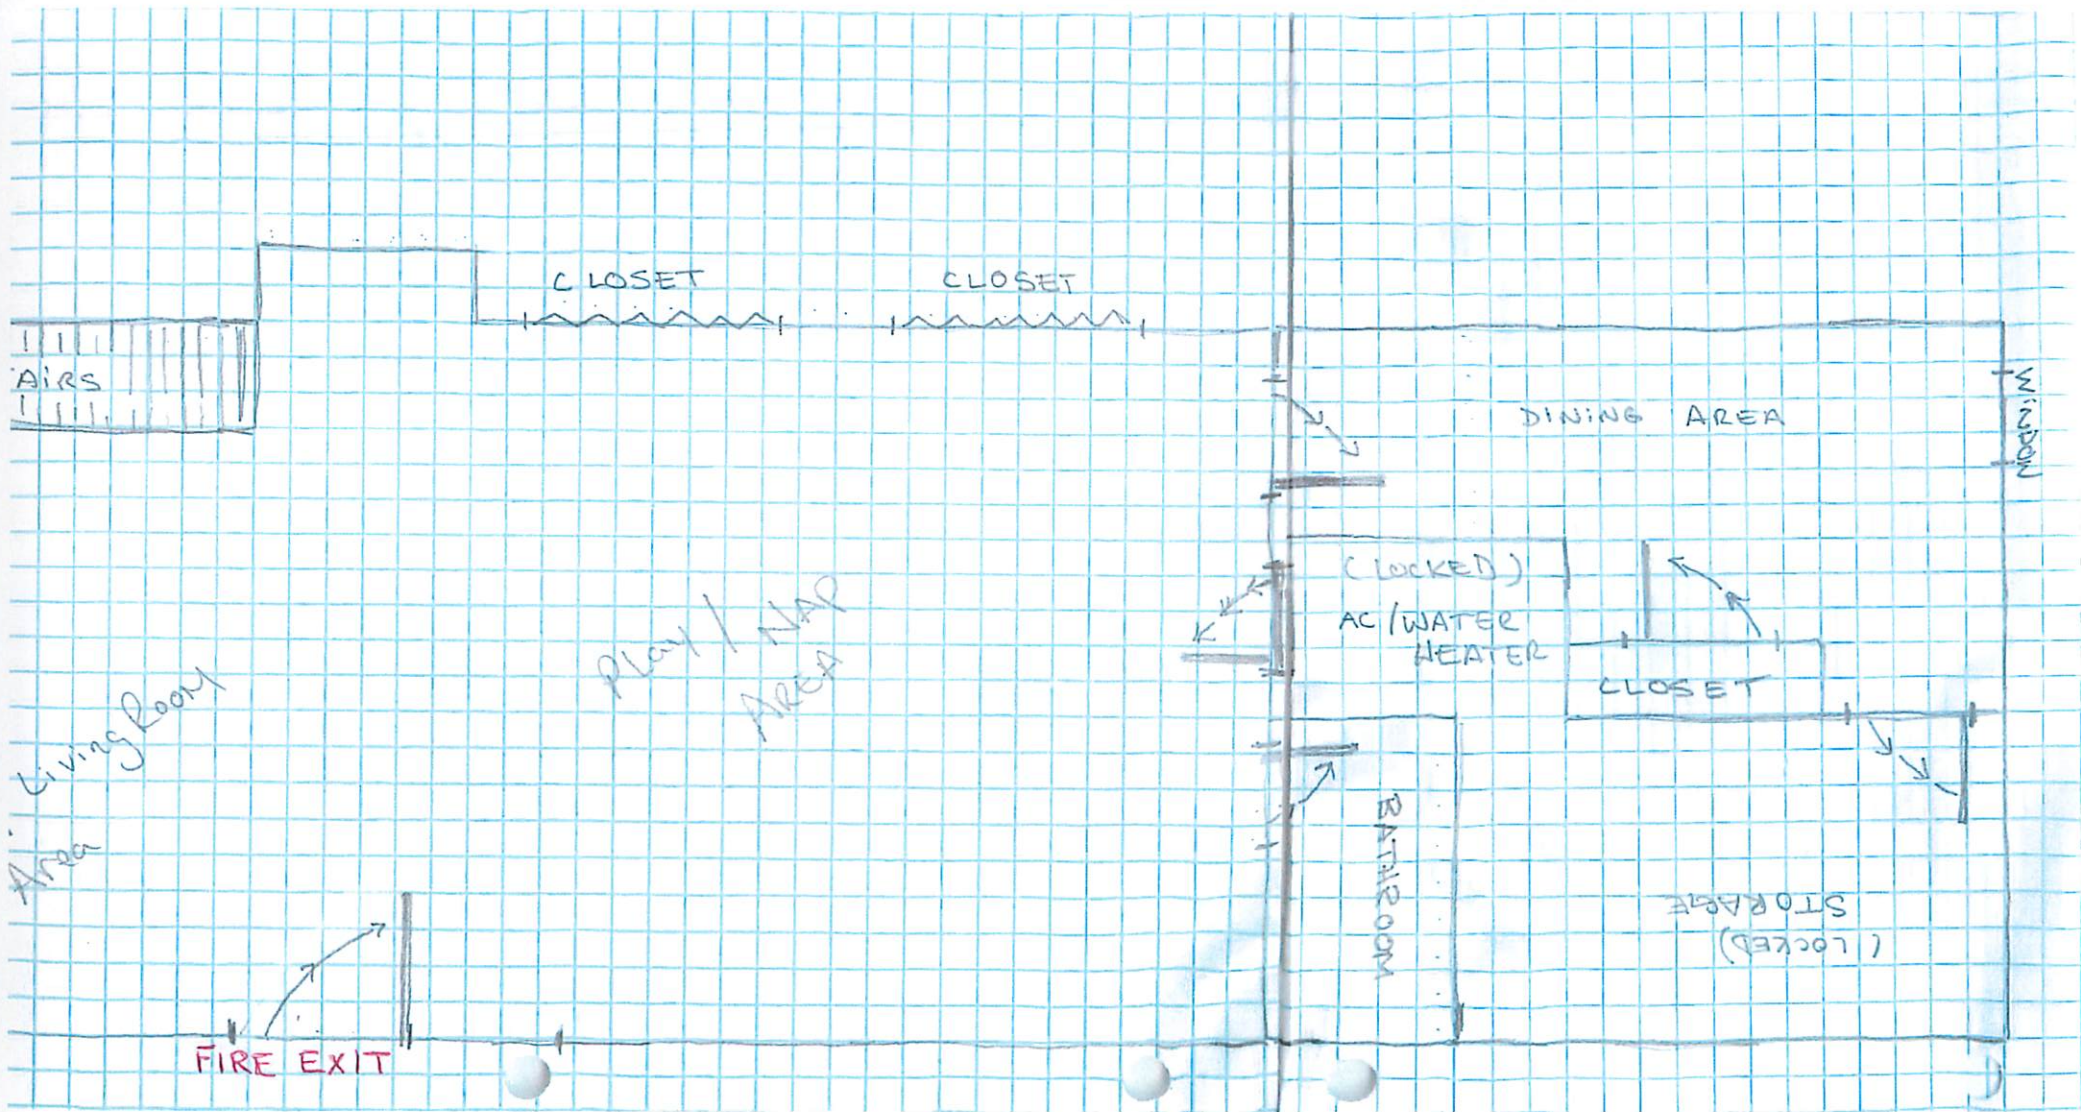 CLOSET
CLOSET
AIRS
DINING AREA
WINDOW
(LOCKED)
AC/WATER
HEATER
CLOSET
Play / NAP
AREA
Living Room
Area
BATHROOM
STORAGE
(LOCKED)
FIRE EXIT